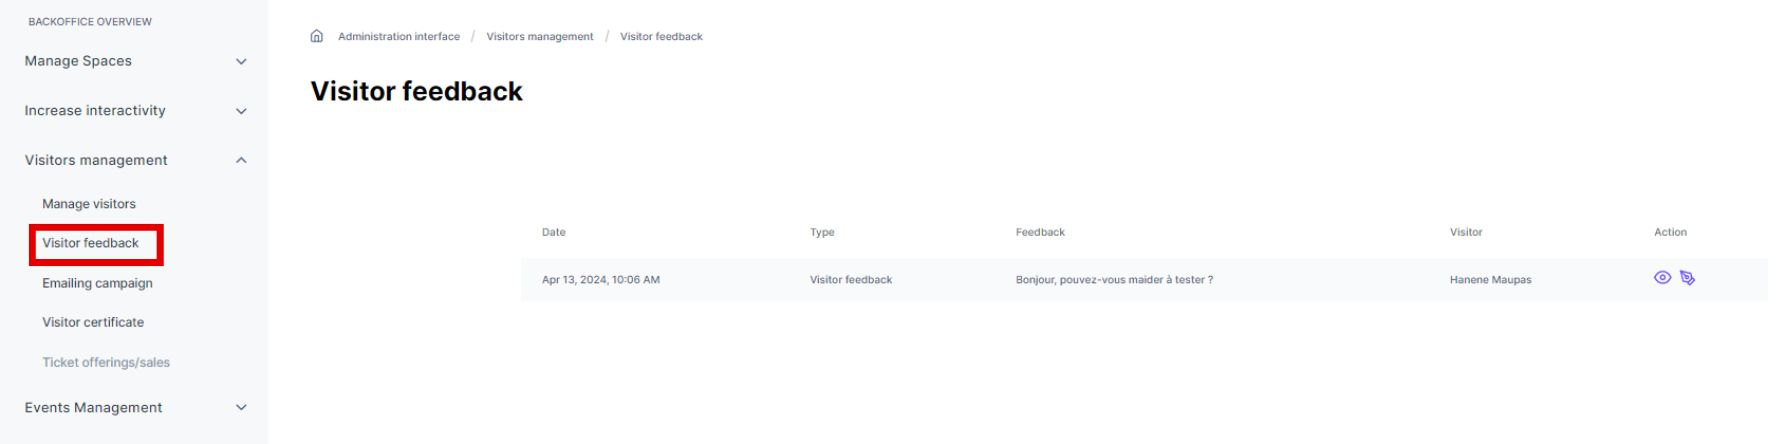 BACKOFFICE OVERVIEW
Manage Spaces
Increase interactivity
Visitors management
Manage visitors
Visitor feedback
Emailing campaign
Visitor certificate
Ticket offerings/sales
Events Management
Administration interface / Visitors management / Visitor feedback
Visitor feedback
Date Type Feedback Visitor Action
Apr 13, 2024, 10:06 AM Visitor feedback Bonjour, pouvez-vous maider à tester ? Hanene Maupas